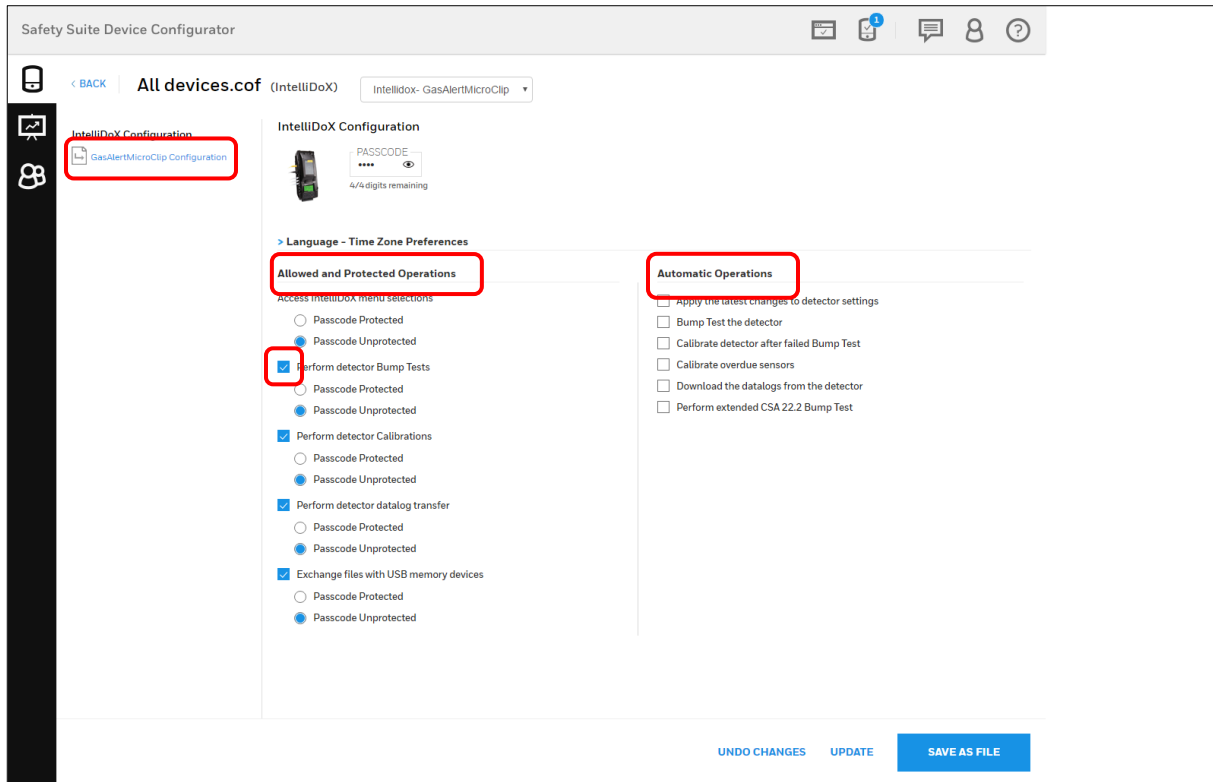 Safety Suite Device Configurator
1
< BACK
All devices.cof (IntelliDoX)
Intellidox- GasAlertMicroClip
IntelliDoX Configuration
GasAlertMicroClip Configuration
IntelliDoX Configuration
PASSCODE
••••
4/4 digits remaining
> Language - Time Zone Preferences
Allowed and Protected Operations
Access IntelliDoX menu selections
Passcode Protected
Passcode Unprotected
Perform detector Bump Tests
Passcode Protected
Passcode Unprotected
Perform detector Calibrations
Passcode Protected
Passcode Unprotected
Perform detector datalog transfer
Passcode Protected
Passcode Unprotected
Exchange files with USB memory devices
Passcode Protected
Passcode Unprotected
Automatic Operations
Apply the latest changes to detector settings
Bump Test the detector
Calibrate detector after failed Bump Test
Calibrate overdue sensors
Download the datalogs from the detector
Perform extended CSA 22.2 Bump Test
UNDO CHANGES
UPDATE
SAVE AS FILE